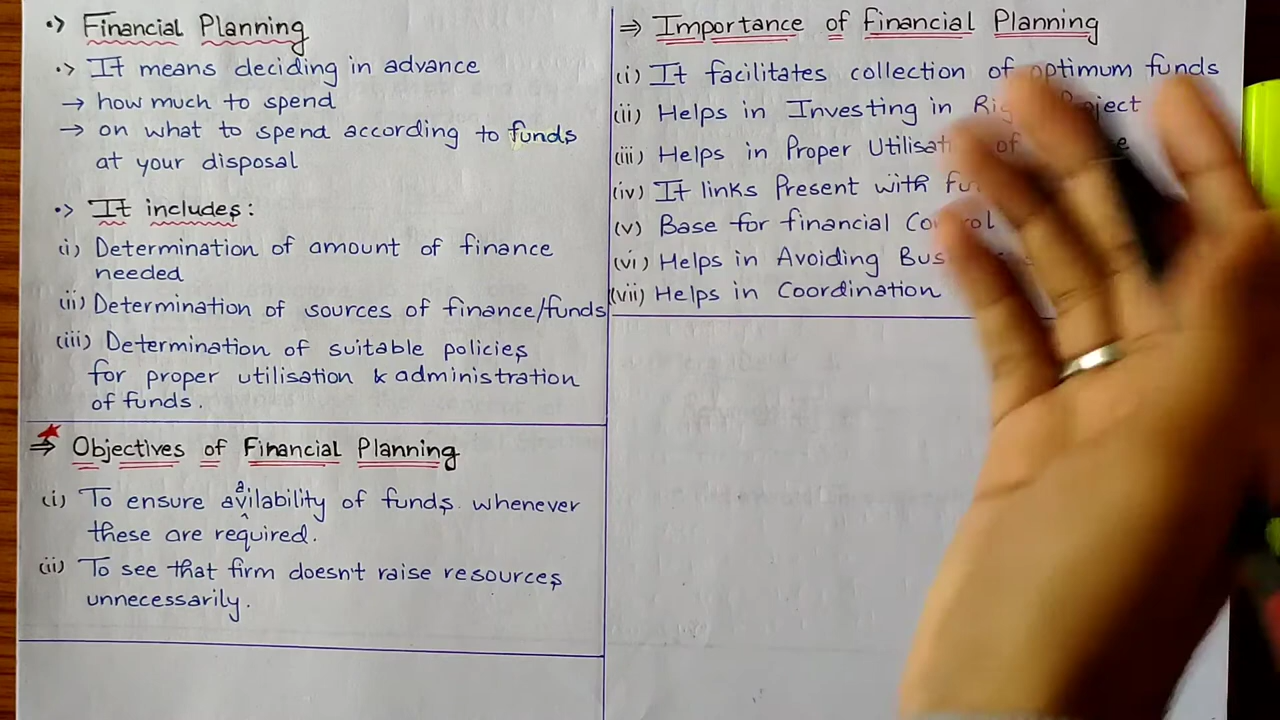 Financial Planning
It means deciding in advance
→ how much to spend
→ on what to spend according to funds
at your disposal
It includes:
(i) Determination of amount of finance
needed
(ii) Determination of sources of finance/funds
(iii) Determination of suitable policies
for proper utilisation & administration
of funds.
⇒ Objectives of Financial Planning
(i) To ensure availability of funds whenever
these are required.
(ii) To see that firm doesn't raise resources
unnecessarily.
⇒ Importance of Financial Planning
(i) It facilitates collection of optimum funds
(ii) Helps in Investing in
(iii) Helps in Proper of
(iv) It links Present with
(v) Base for financial
(vi) Helps in Avoiding
(vii) Helps in Coordination